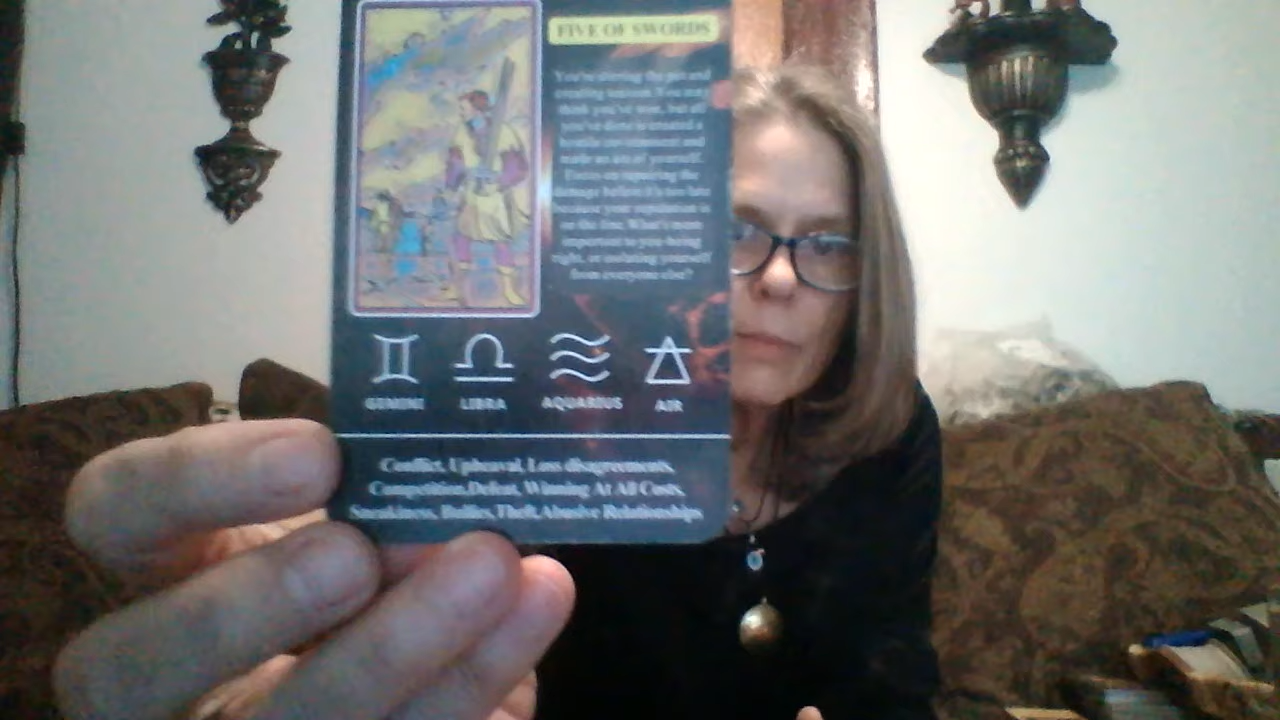 FIVE OF SWORDS
You're stirring the pot and
creating tension. You may
think you've won, but all
you've done is created a
hostile environment and
made an ass of yourself.
Focus on repairing the
damage before it's too late
because your reputation is
on the line. What's more
important to you-being
right, or isolating yourself
from everyone else?
GEMINI LIBRA AQUARIUS AIR
Conflict, Upheaval, Loss disagreements,
Competition,Defeat, Winning At All Costs,
Sneakiness, Bullies,Theft,Abusive Relationships